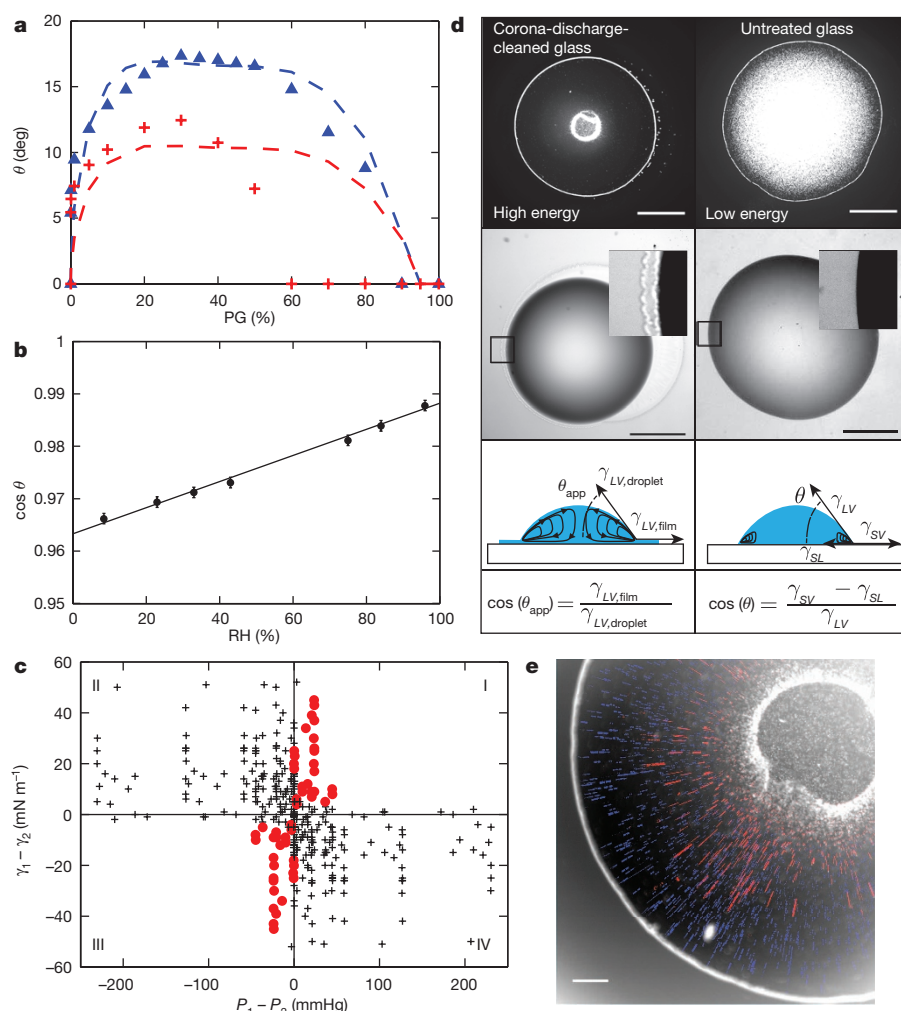 a
20
15
10
5
0
θ (deg)
0 20 40 60 80 100
PG (%)
b
1
0.99
0.98
0.97
0.96
0.95
cos θ
0 20 40 60 80 100
RH (%)
c
60
40
20
0
−20
−40
−60
γ1 − γ2 (mN m−1)
II
I
III
IV
−200 −100 0 100 200
(mmHg)
d
Corona-discharge-
cleaned glass
High energy
Untreated glass
Low energy
θapp
γLV,droplet
γLV,film
θ
γLV
γSV
γSL
cos (θapp) = γLV,film / γLV,droplet
cos (θ) = γSV − γSL / γLV
e